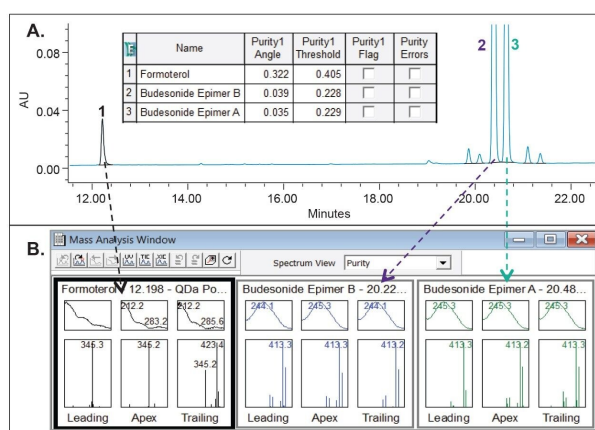 A.
0.08
0.04
0.00
AU
Name Purity1 Angle Purity1 Threshold Purity1 Flag Purity Errors
1 Formoterol 0.322 0.405
2 Budesonide Epimer B 0.039 0.228
3 Budesonide Epimer A 0.035 0.229
1
2
3
12.00 14.00 16.00 18.00 20.00 22.00
Minutes
B.
Mass Analysis Window
Spectrum View Purity
Formoterol - 12.198 - QDa Po... Budesonide Epimer B - 20.22... Budesonide Epimer A - 20.48...
212.2 212.2 244.1 245.3 244.1 245.3 245.3 245.3
283.2 285.6
345.3 345.2 423.4 413.3 413.3 413.2 413.3 413.2 413.3
345.2
Leading Apex Trailing Leading Apex Trailing Leading Apex Trailing